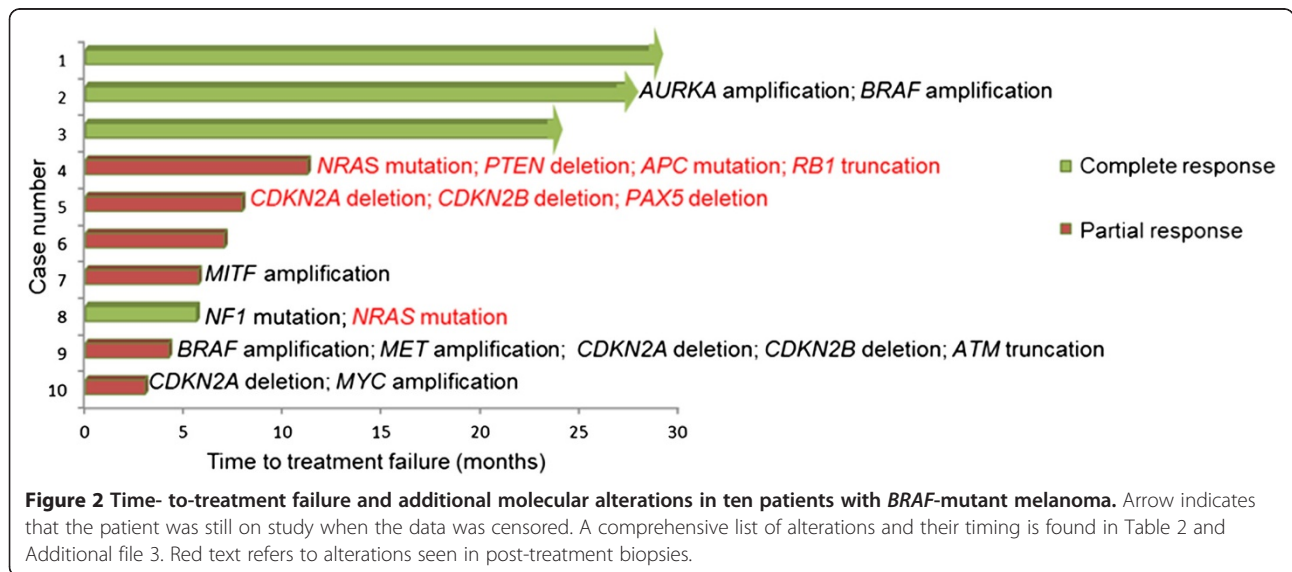 1
2
AURKA amplification; BRAF amplification
3
4
NRAS mutation; PTEN deletion; APC mutation; RB1 truncation
5
CDKN2A deletion; CDKN2B deletion; PAX5 deletion
6
7
MITF amplification
8
NF1 mutation; NRAS mutation
9
BRAF amplification; MET amplification; CDKN2A deletion; CDKN2B deletion; ATM truncation
10
CDKN2A deletion; MYC amplification
Case number
Complete response
Partial response
0 5 10 15 20 25 30
Time to treatment failure (months)
Figure 2 Time- to-treatment failure and additional molecular alterations in ten patients with BRAF-mutant melanoma. Arrow indicates
that the patient was still on study when the data was censored. A comprehensive list of alterations and their timing is found in Table 2 and
Additional file 3. Red text refers to alterations seen in post-treatment biopsies.